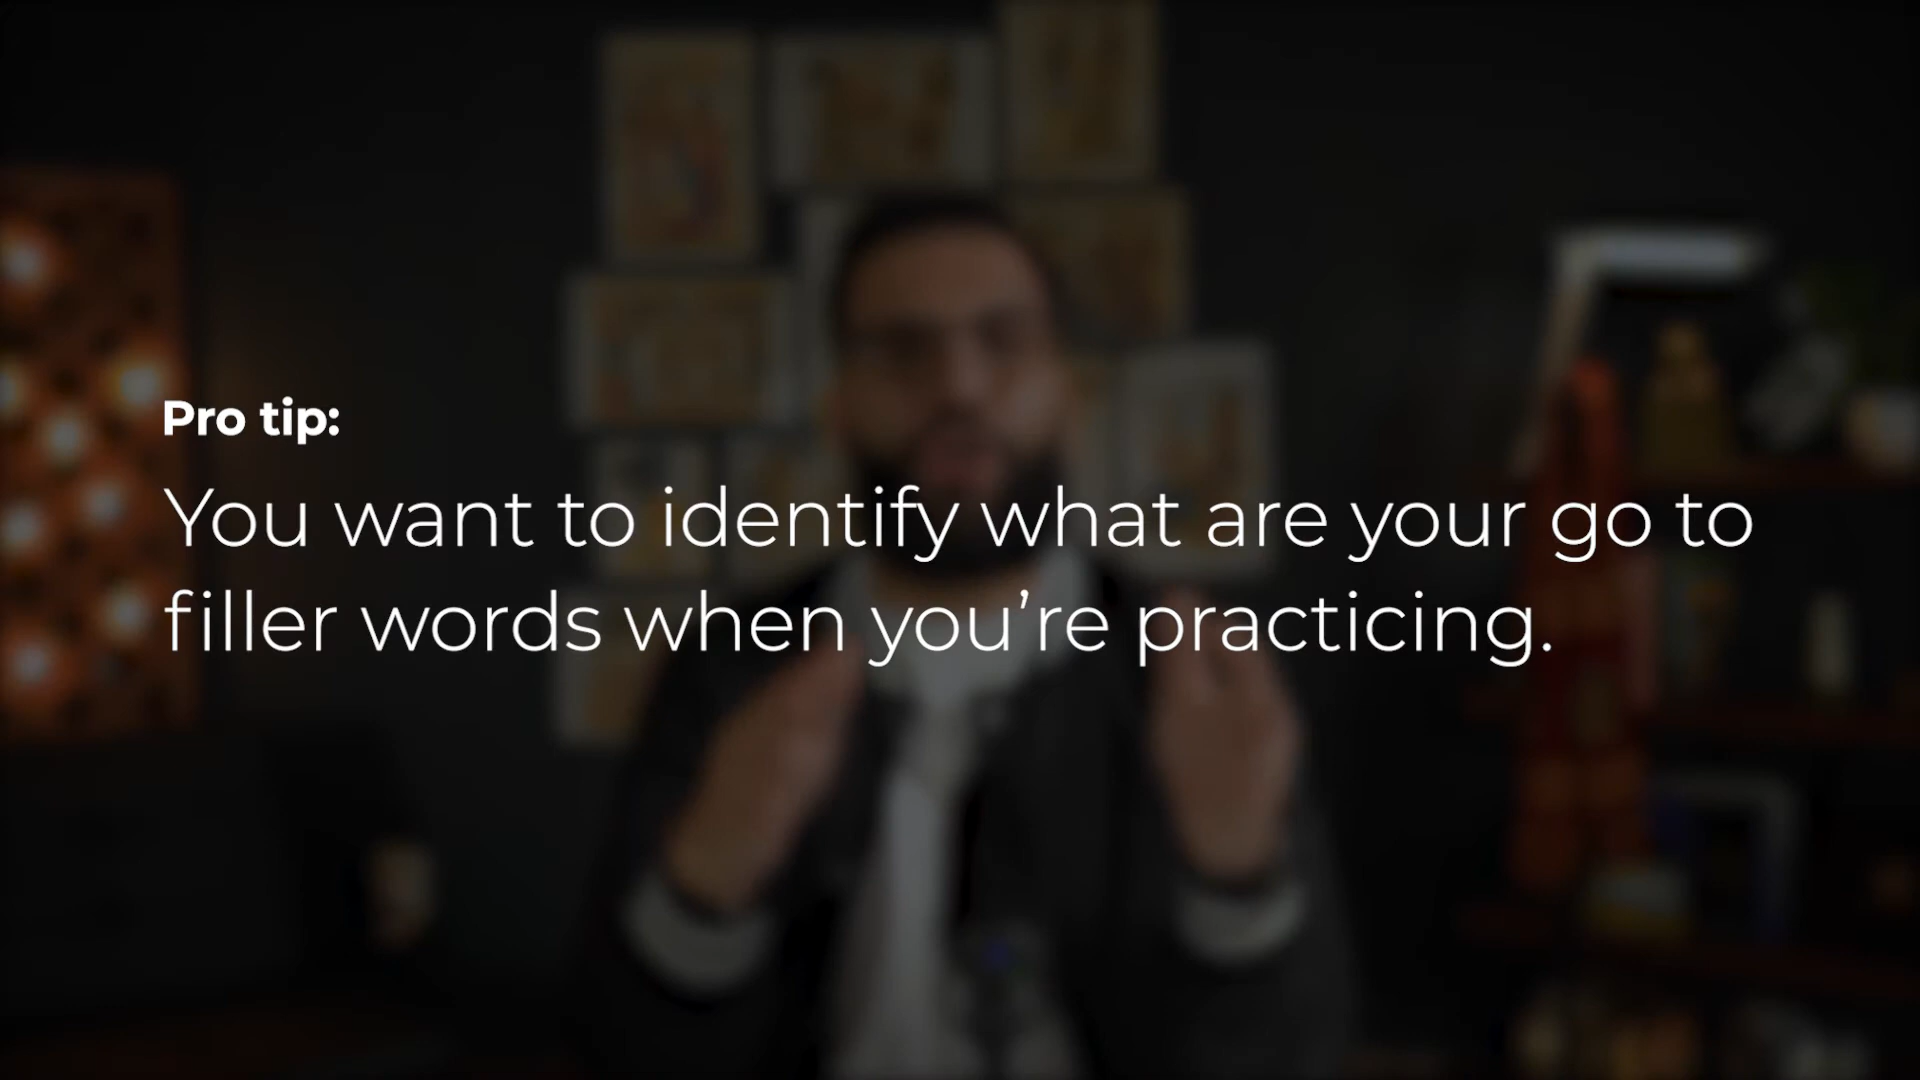 Pro tip:
You want to identify what are your go to
filler words when you’re practicing.